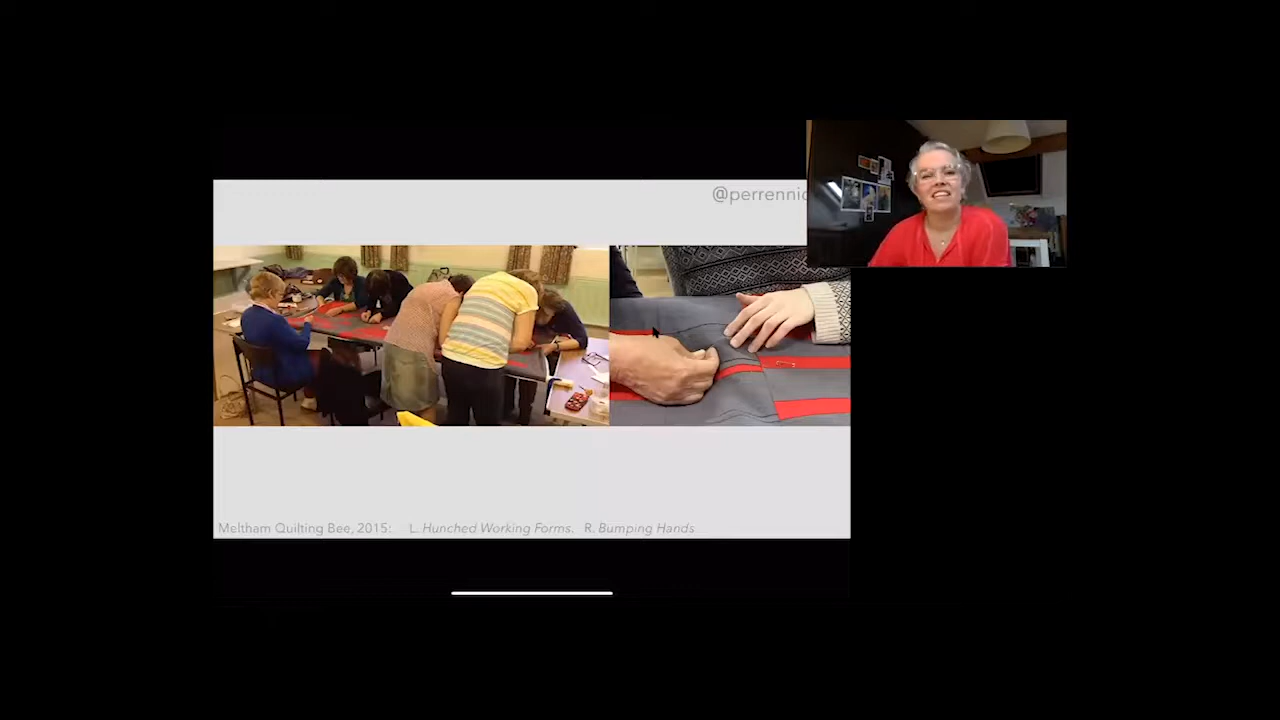 @perrennic
Meltham Quilting Bee, 2015: L. Hunched Working Forms. R. Bumping Hands